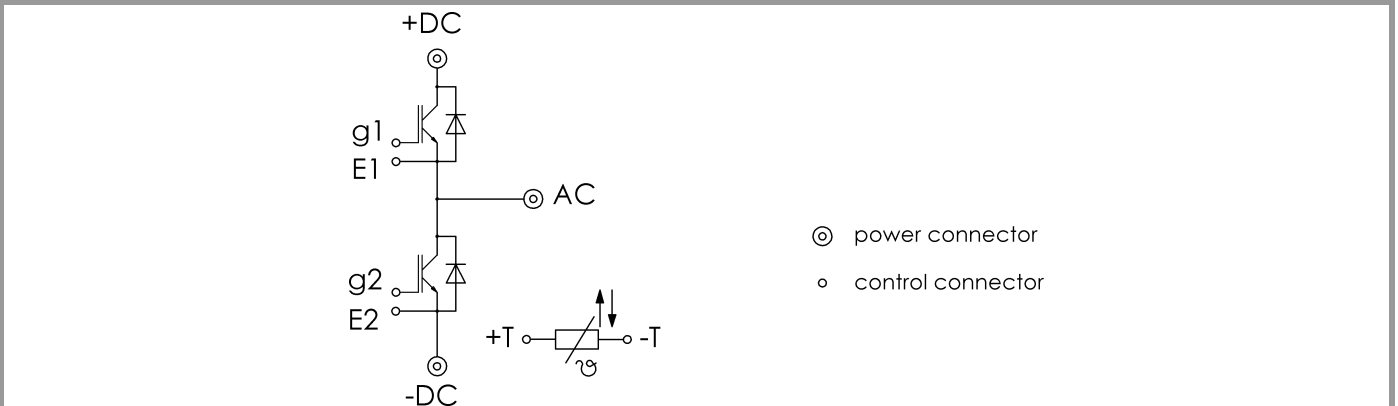 +DC
g1
E1
AC
power connector
control connector
g2
E2
+T
-T
ϑ
-DC